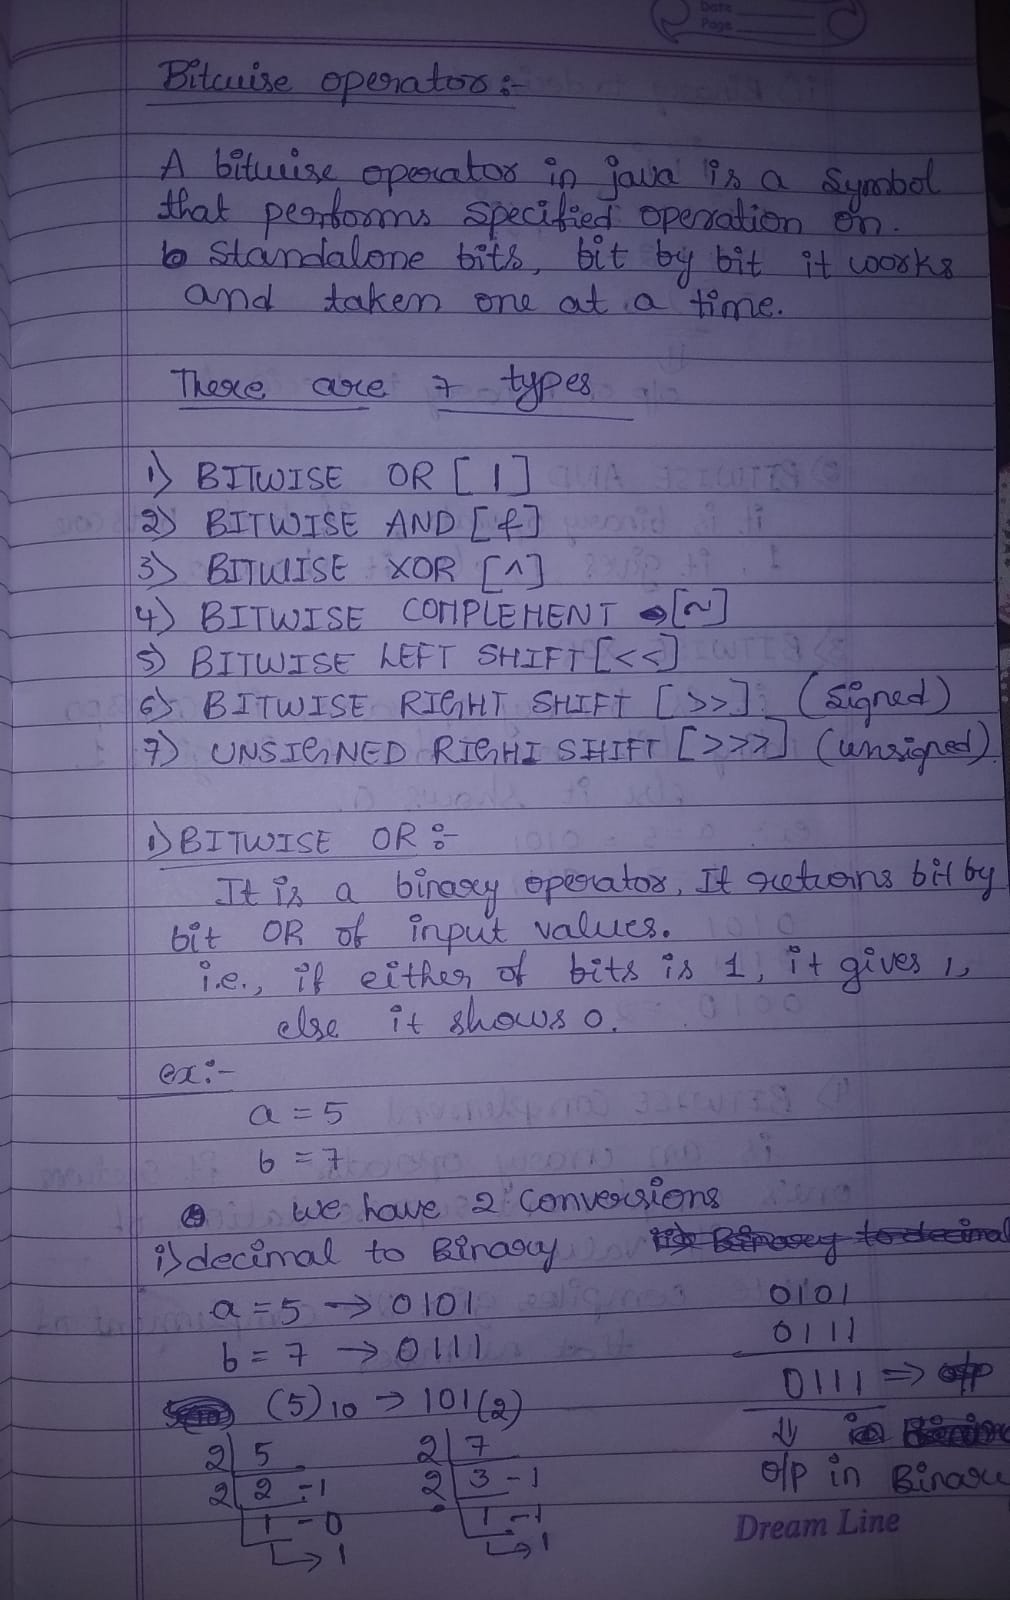 Date
Page
Bitwise operator :-
A bitwise operator in java is a symbol
that performs specified operation on.
standalone bits, bit by bit it works
and taken one at a time.
There are 7 types
1) BITWISE OR [|]
2) BITWISE AND [&]
3) BITWISE XOR [^]
4) BITWISE COMPLEMENT [~]
5) BITWISE LEFT SHIFT [<<]
6) BITWISE RIGHT SHIFT [>>] (signed)
7) UNSIGNED RIGHT SHIFT [>>>] (unsigned)
1) BITWISE OR :-
It is a binary operator, It returns bit by
bit OR of input values.
i.e., if either of bits is 1, it gives 1,
else it shows 0.
ex:-
a = 5
b = 7
we have 2 conversions
i) decimal to Binary ii) Binary to decimal
a = 5 → 0101 0101
b = 7 → 0111 0111
(5)10 → 101(2) 0111 => o/p
2 5 2 7 ⇓
2 2 - 1 2 3 - 1 o/p in Binary
1 - 0 1 - 1
↳ 1 ↳ 1
Dream Line